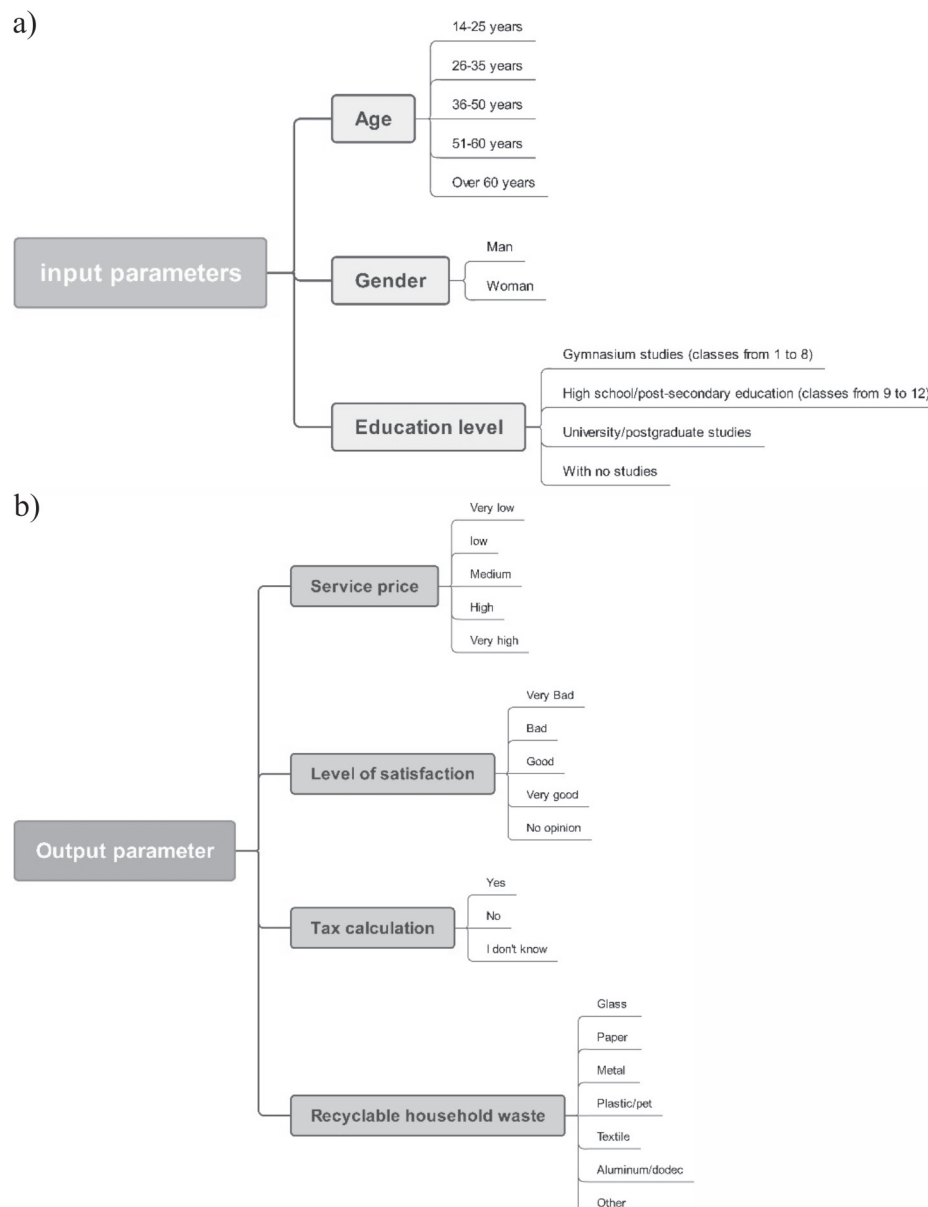 a)
14-25 years
26-35 years
Age
36-50 years
51-60 years
Over 60 years
input parameters
Man
Gender
Woman
Gymnasium studies (classes from 1 to 8)
High school/post-secondary education (classes from 9 to 12)
Education level
University/postgraduate studies
With no studies
b)
Very low
low
Service price
Medium
High
Very high
Very Bad
Bad
Level of satisfaction
Good
Very good
No opinion
Output parameter
Yes
Tax calculation
No
I don't know
Glass
Paper
Metal
Recyclable household waste
Plastic/pet
Textile
Aluminum/dodec
Other